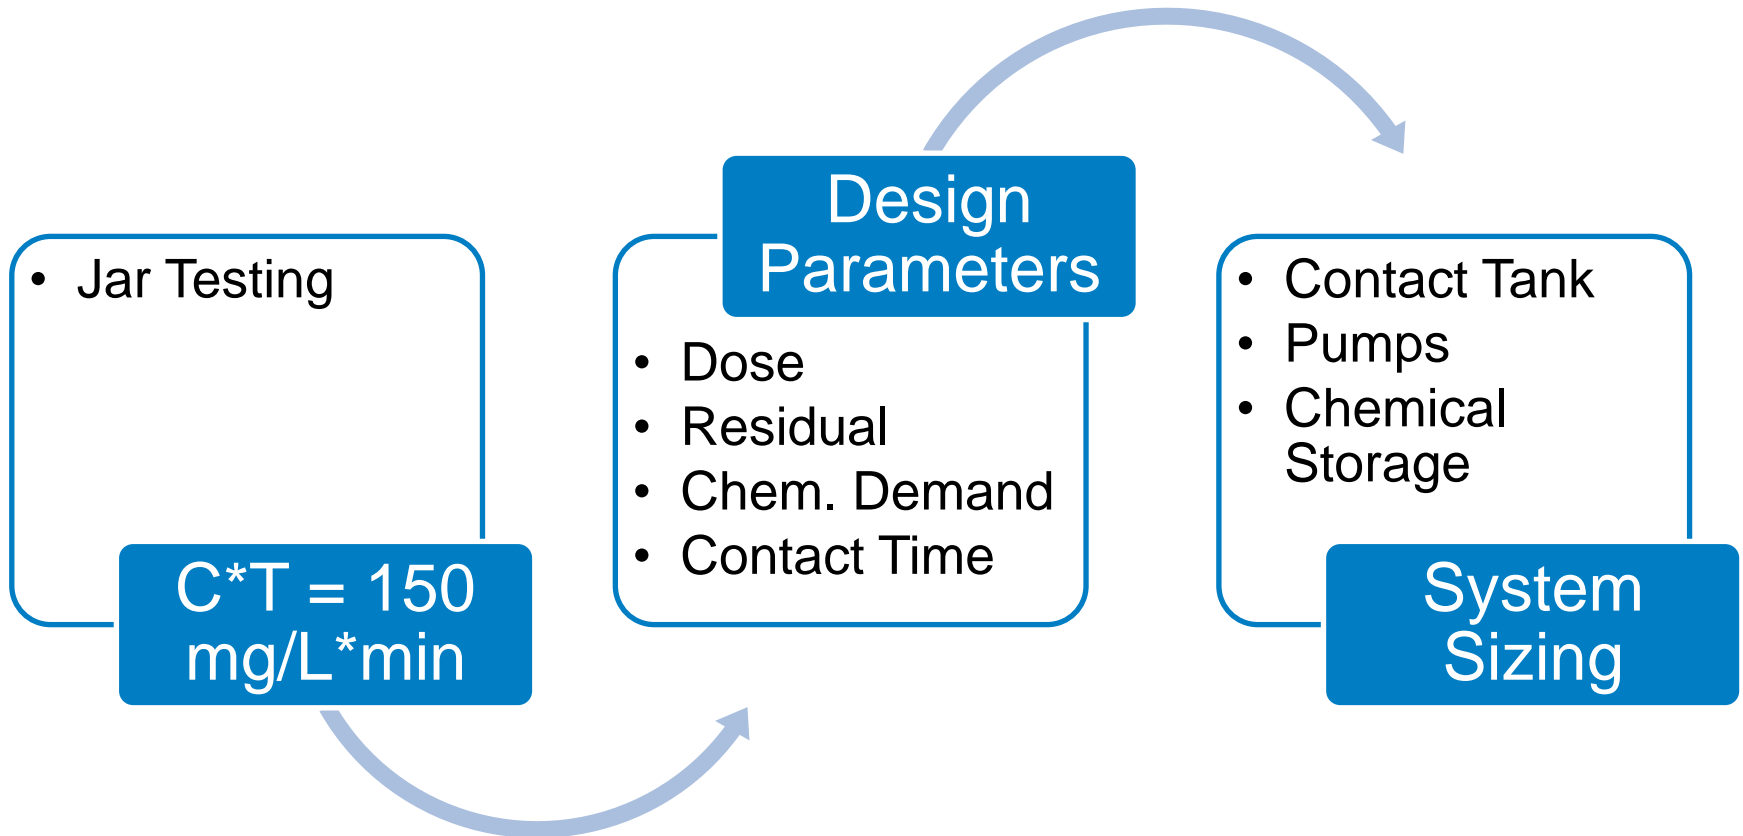 • Jar Testing
C*T = 150
mg/L*min
Design
Parameters
• Dose
• Residual
• Chem. Demand
• Contact Time
• Contact Tank
• Pumps
• Chemical
Storage
System
Sizing